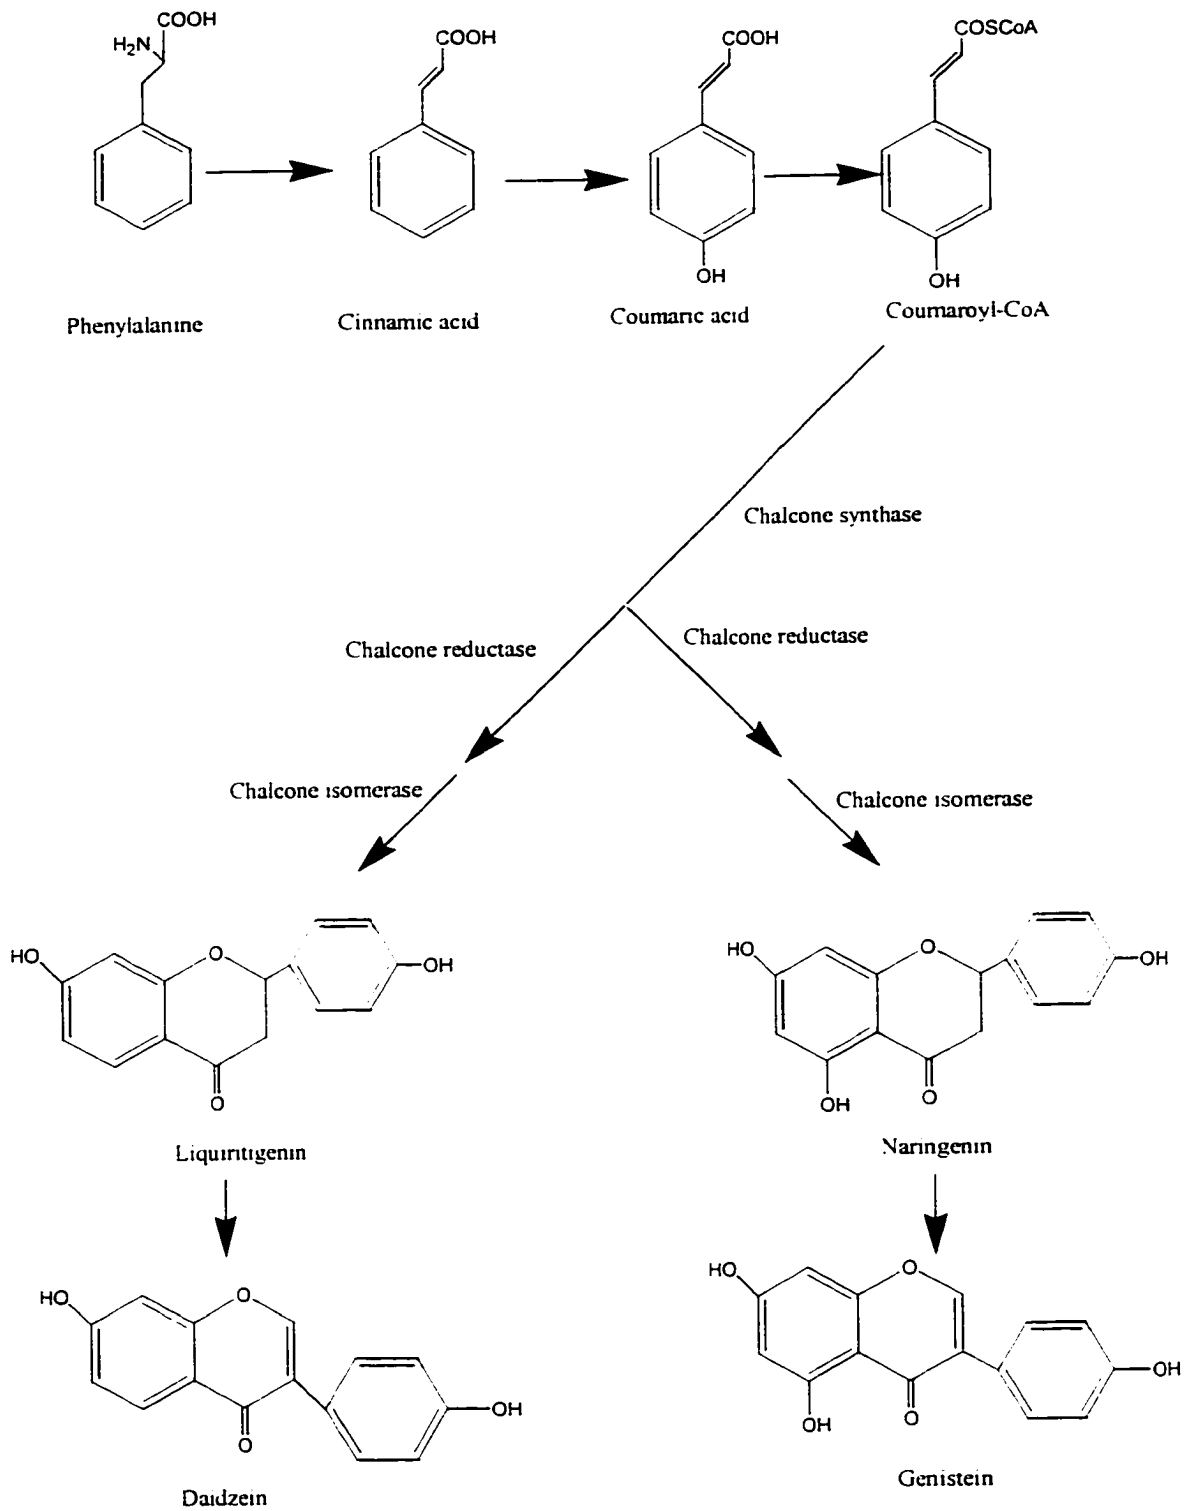 COOH
H₂N
COOH
COOH
COSCoA
OH
OH
Phenylalanine
Cinnamic acid
Coumaric acid
Coumaroyl-CoA
Chalcone synthase
Chalcone reductase
Chalcone reductase
Chalcone isomerase
Chalcone isomerase
HO
O
OH
O
HO
O
OH
OH
O
Liquiritigenin
Naringenin
HO
O
OH
O
HO
O
OH
OH
O
Daidzein
Genistein